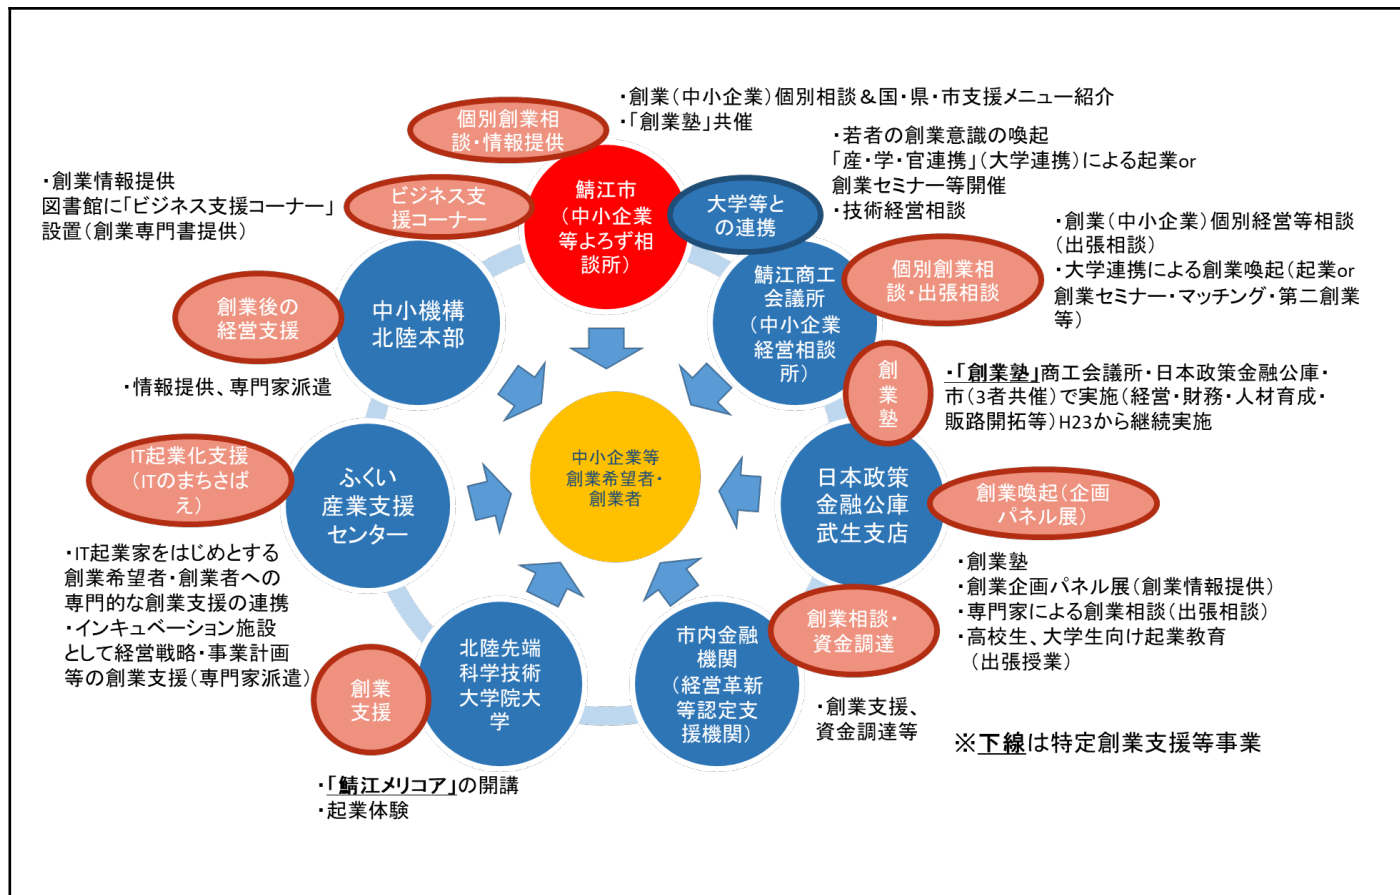 ・創業(中小企業)個別相談＆国・県・市支援メニュー紹介
・「創業塾」共催
個別創業相
談・情報提供
・若者の創業意識の喚起
「産・学・官連携」(大学連携)による起業or
創業セミナー等開催
・技術経営相談
・創業情報提供
図書館に「ビジネス支援コーナー」
設置(創業専門書提供)
ビジネス支
援コーナー
鯖江市
(中小企業
等よろず相
談所)
大学等と
の連携
・創業(中小企業)個別経営等相談
(出張相談)
・大学連携による創業喚起(起業or
創業セミナー・マッチング・第二創業
等)
鯖江商工
会議所
(中小企業
経営相談
所)
個別創業相
談・出張相談
創業後の
経営支援
中小機構
北陸本部
・情報提供、専門家派遣
創
業
塾
・「創業塾」商工会議所・日本政策金融公庫・
市(3者共催)で実施(経営・財務・人材育成・
販路開拓等)H23から継続実施
中小企業等
創業希望者・
創業者
IT起業化支援
(ITのまちさば
え)
ふくい
産業支援
センター
日本政策
金融公庫
武生支店
創業喚起(企画
パネル展)
・IT起業家をはじめとする
創業希望者・創業者への
専門的な創業支援の連携
・インキュベーション施設
として経営戦略・事業計画
等の創業支援(専門家派遣)
・創業塾
・創業企画パネル展(創業情報提供)
・専門家による創業相談(出張相談)
・高校生、大学生向け起業教育
(出張授業)
創業
支援
北陸先端
科学技術
大学院大
学
市内金融
機関
(経営革新
等認定支
援機関)
創業相談・
資金調達
・創業支援、
資金調達等
※下線は特定創業支援等事業
・「鯖江メリコア」の開講
・起業体験